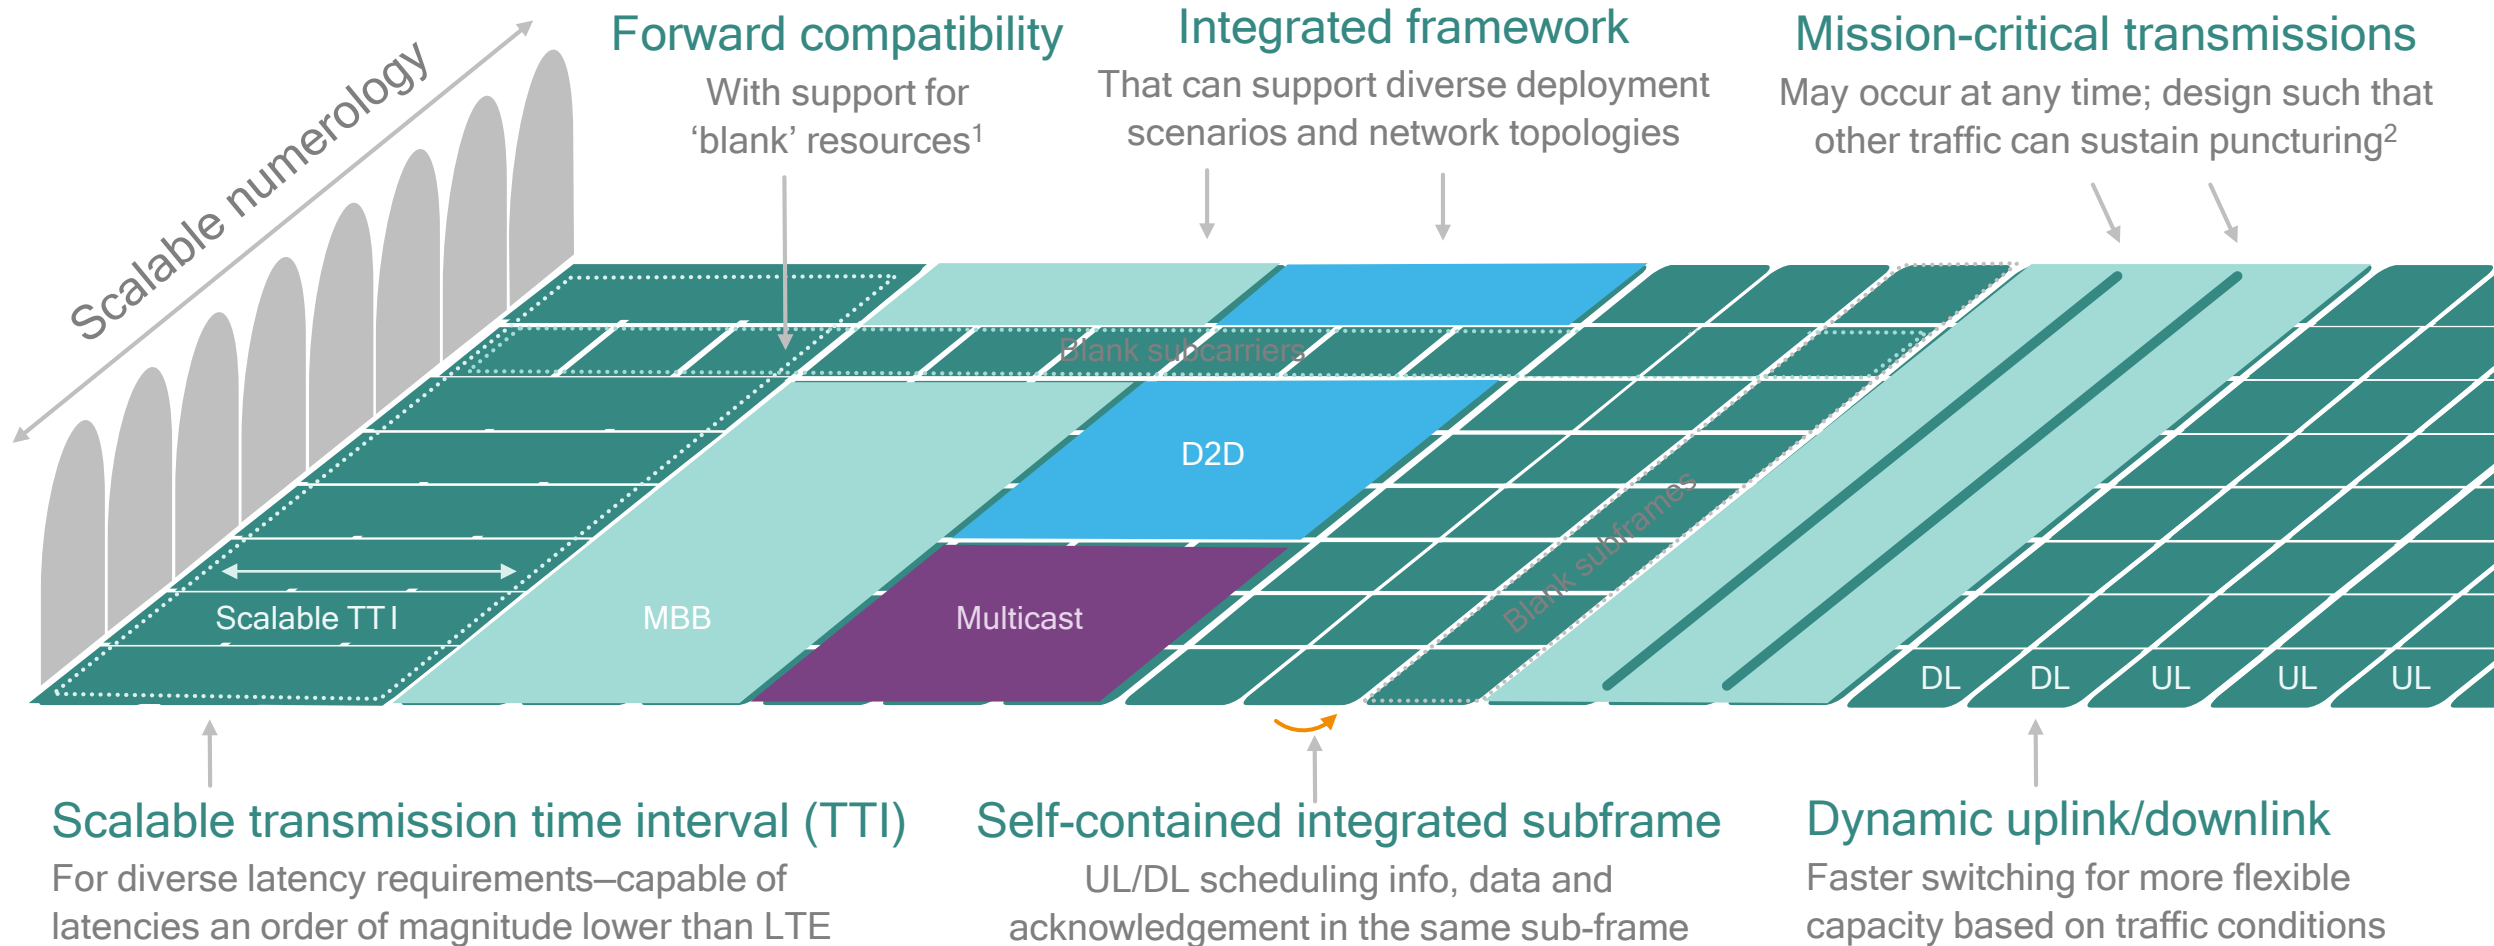 Scalable numerology
Forward compatibility
With support for
‘blank’ resources¹
Integrated framework
That can support diverse deployment
scenarios and network topologies
Mission-critical transmissions
May occur at any time; design such that
other traffic can sustain puncturing²
Blank subcarriers
D2D
Blank subframes
Scalable TTI
MBB
Multicast
DL
DL
UL
UL
UL
Scalable transmission time interval (TTI)
For diverse latency requirements—capable of
latencies an order of magnitude lower than LTE
Self-contained integrated subframe
UL/DL scheduling info, data and
acknowledgement in the same sub-frame
Dynamic uplink/downlink
Faster switching for more flexible
capacity based on traffic conditions